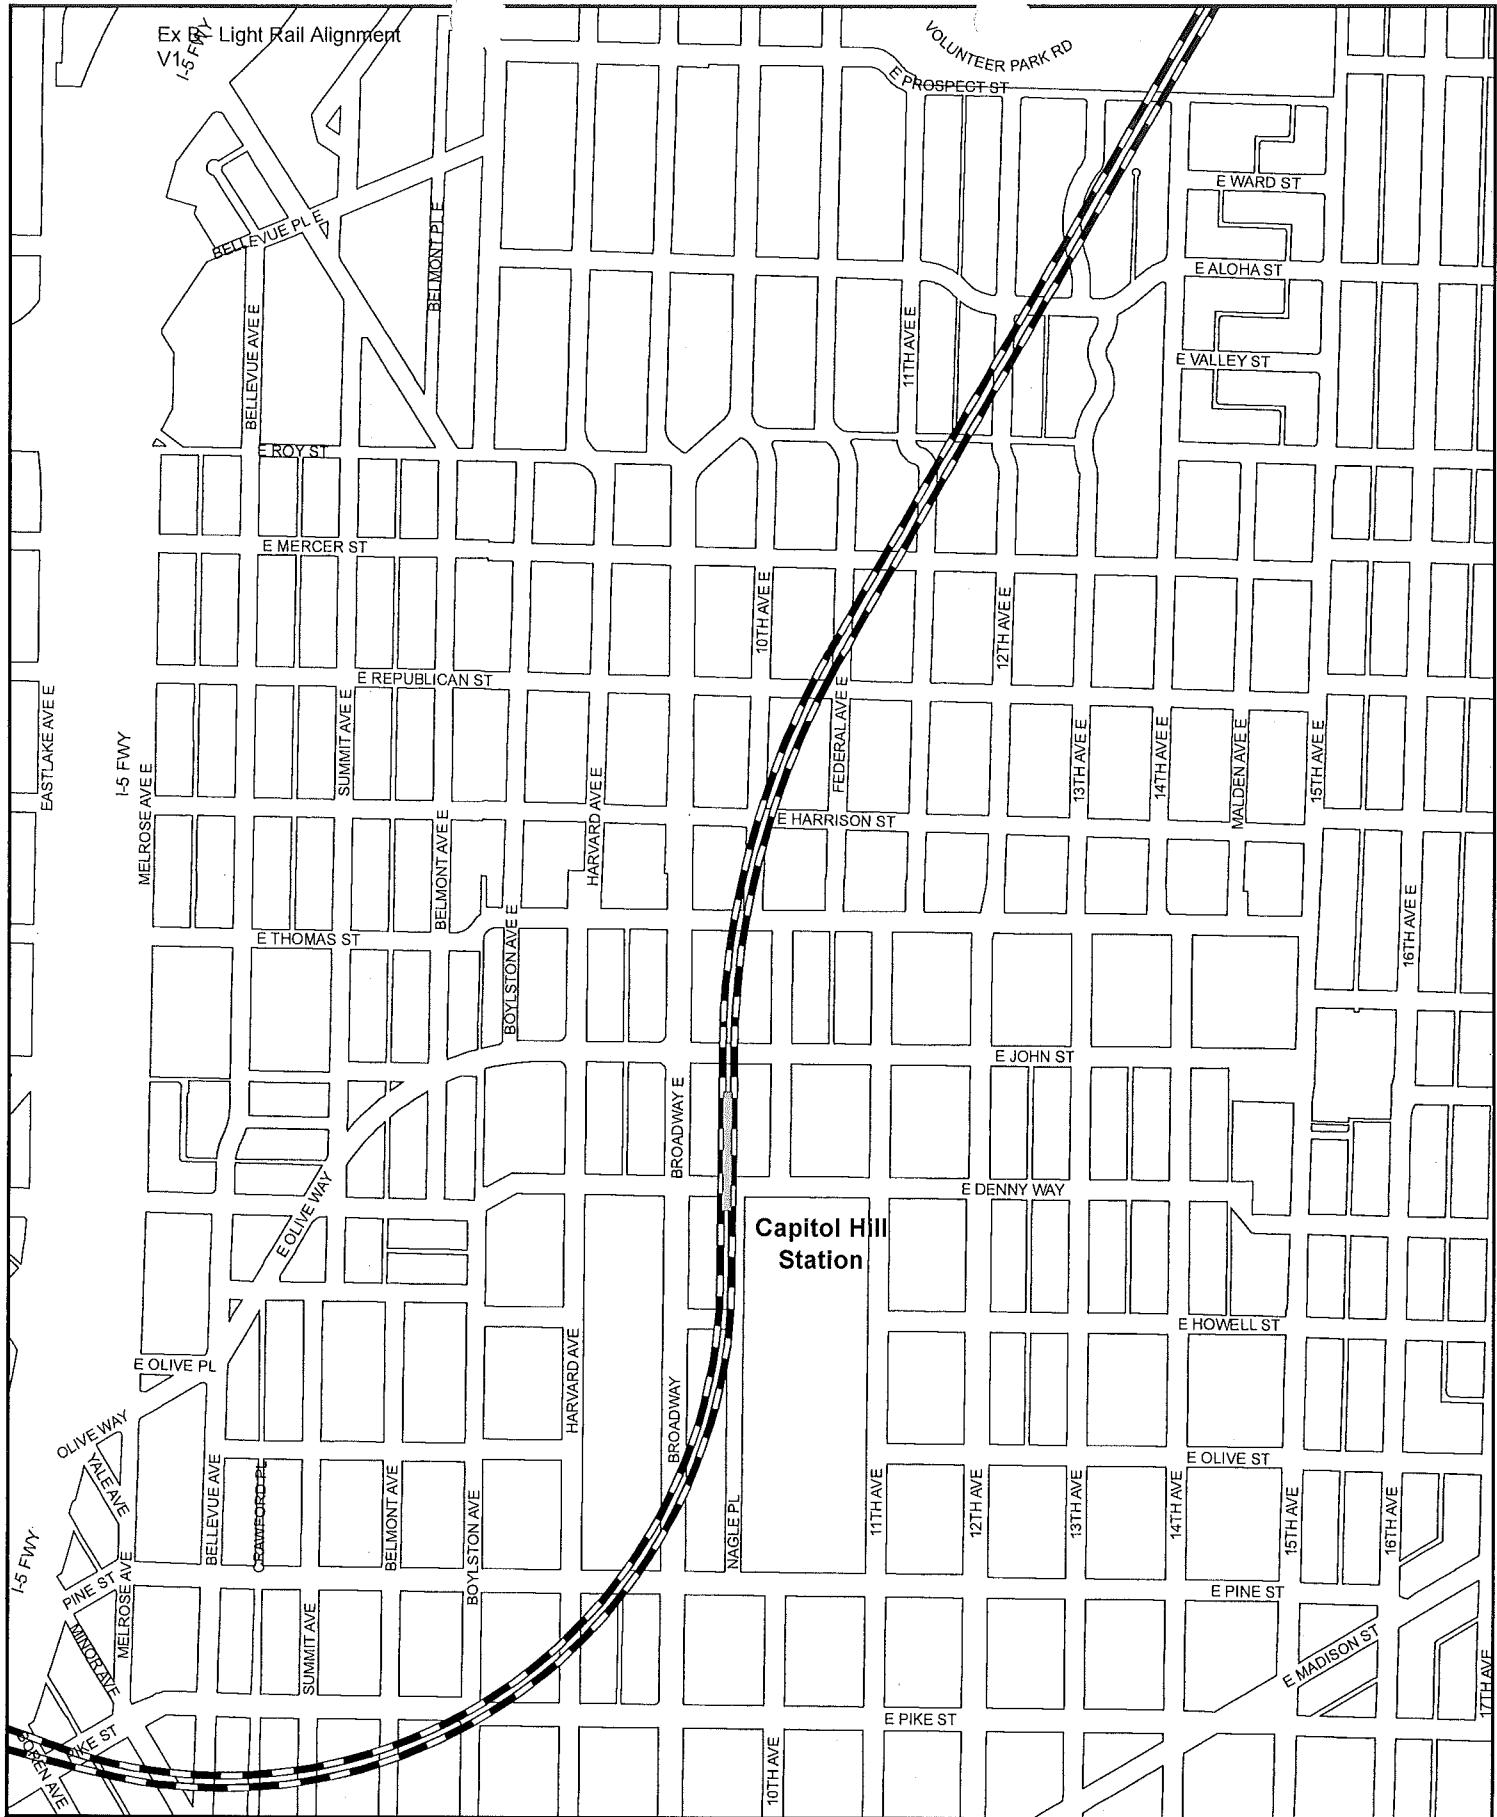 Ex B - Light Rail Alignment
V1
I-5 FWY
VOLUNTEER PARK RD
E PROSPECT ST
E WARD ST
BELLEVUE PL E
BELMONT PL E
E ALOHA ST
BELLEVUE AVE E
11TH AVE E
E VALLEY ST
E ROY ST
E MERCER ST
10TH AVE E
12TH AVE E
E REPUBLICAN ST
EASTLAKE AVE E
I-5 FWY
MELROSE AVE E
SUMMIT AVE E
BELMONT AVE E
HARVARD AVE E
FEDERAL AVE E
13TH AVE E
14TH AVE E
MALDEN AVE E
15TH AVE E
E HARRISON ST
16TH AVE E
E THOMAS ST
BOYLSTON AVE E
E JOHN ST
BROADWAY E
E DENNY WAY
E OLIVE WAY
Capitol Hill
Station
E HOWELL ST
E OLIVE PL
HARVARD AVE
BROADWAY
OLIVE WAY
YALE AVE
E OLIVE ST
BELLEVUE AVE
CRAWFORD PL
BELMONT AVE
BOYLSTON AVE
NAGLE PL
11TH AVE
12TH AVE
13TH AVE
14TH AVE
15TH AVE
16TH AVE
I-5 FWY
PINE ST
MELROSE AVE
E PINE ST
MINOR AVE
SUMMIT AVE
E MADISON ST
17TH AVE
E PIKE ST
PIKE ST
BOREN AVE
10TH AVE